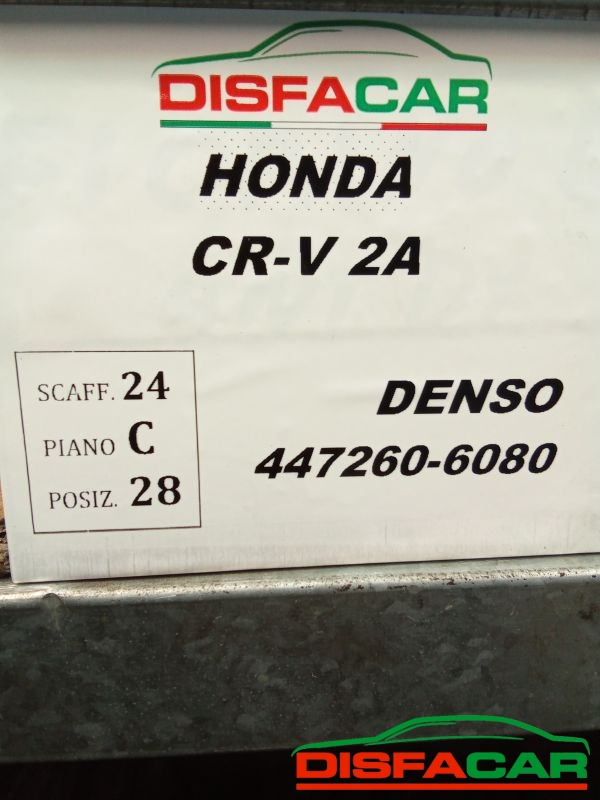 DISFACAR
HONDA
CR-V 2A
SCAFF. 24
PIANO C
POSIZ. 28
DENSO
447260-6080
DISFACAR